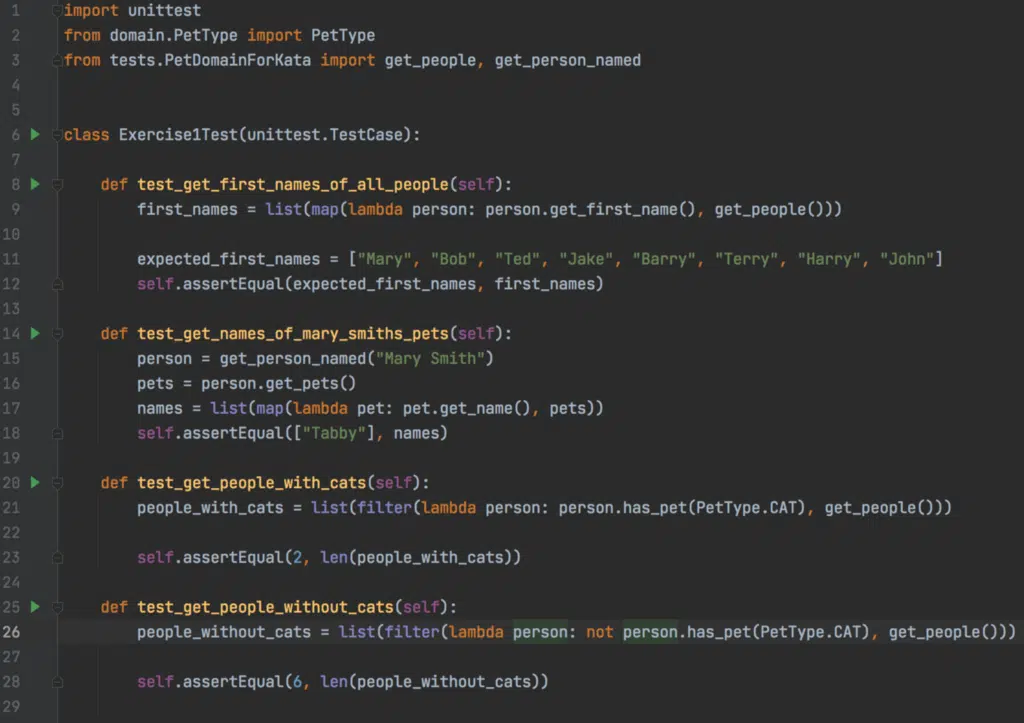 1 import unittest
2 from domain.PetType import PetType
3 from tests.PetDomainForKata import get_people, get_person_named
4
5
6 class Exercise1Test(unittest.TestCase):
7
8     def test_get_first_names_of_all_people(self):
9         first_names = list(map(lambda person: person.get_first_name(), get_people()))
10
11         expected_first_names = ["Mary", "Bob", "Ted", "Jake", "Barry", "Terry", "Harry", "John"]
12         self.assertEqual(expected_first_names, first_names)
13
14     def test_get_names_of_mary_smiths_pets(self):
15         person = get_person_named("Mary Smith")
16         pets = person.get_pets()
17         names = list(map(lambda pet: pet.get_name(), pets))
18         self.assertEqual(["Tabby"], names)
19
20     def test_get_people_with_cats(self):
21         people_with_cats = list(filter(lambda person: person.has_pet(PetType.CAT), get_people()))
22
23         self.assertEqual(2, len(people_with_cats))
24
25     def test_get_people_without_cats(self):
26         people_without_cats = list(filter(lambda person: not person.has_pet(PetType.CAT), get_people()))
27
28         self.assertEqual(6, len(people_without_cats))
29